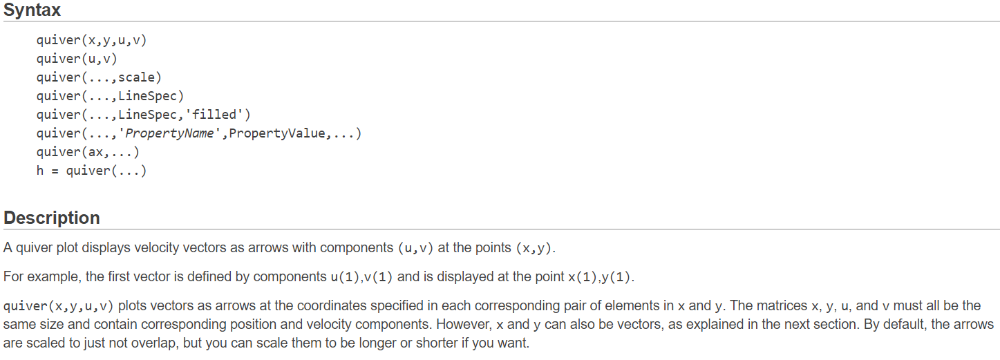 Syntax
quiver(x,y,u,v)
quiver(u,v)
quiver(...,scale)
quiver(...,LineSpec)
quiver(...,LineSpec,'filled')
quiver(...,'PropertyName',PropertyValue,...)
quiver(ax,...)
h = quiver(...)
Description
A quiver plot displays velocity vectors as arrows with components (u,v) at the points (x,y).
For example, the first vector is defined by components u(1),v(1) and is displayed at the point x(1),y(1).
quiver(x,y,u,v) plots vectors as arrows at the coordinates specified in each corresponding pair of elements in x and y. The matrices x, y, u, and v must all be the
same size and contain corresponding position and velocity components. However, x and y can also be vectors, as explained in the next section. By default, the arrows
are scaled to just not overlap, but you can scale them to be longer or shorter if you want.